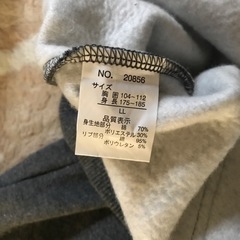 NO. 20856
サイズ
胸囲 104~112
身長 175~185
LL
品質表示
身生地部分 綿 70%
ポリエステル 30%
リブ部分 綿 95%
ポリウレタン 5%